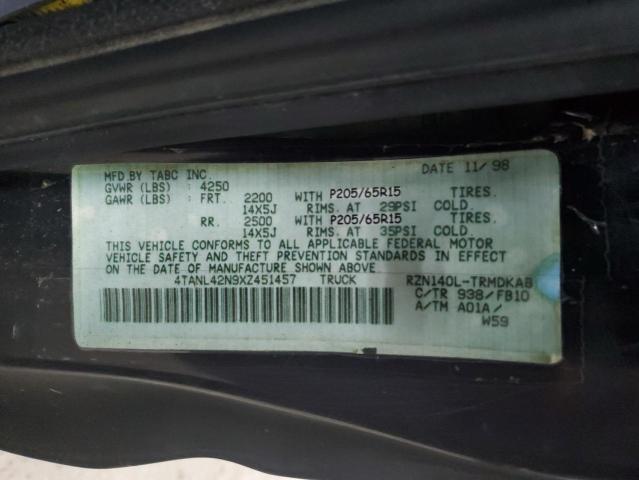 MFD.BY TABC INC. DATE 11/98
GVWR (LBS) : 4250
GAWR (LBS) : FRT. 2200 WITH P205/65R15 TIRES.
14X5J RIMS. AT 29PSI COLD.
RR. 2500 WITH P205/65R15 TIRES.
14X5J RIMS. AT 35PSI COLD.
THIS VEHICLE CONFORMS TO ALL APPLICABLE FEDERAL MOTOR
VEHICLE SAFETY AND THEFT PREVENTION STANDARDS IN EFFECT
ON THE DATE OF MANUFACTURE SHOWN ABOVE.
4TANL42N9XZ451457 TRUCK RZN140L-TRMDKAB
C/TR 938/FB10
A/TM A01A/
W59